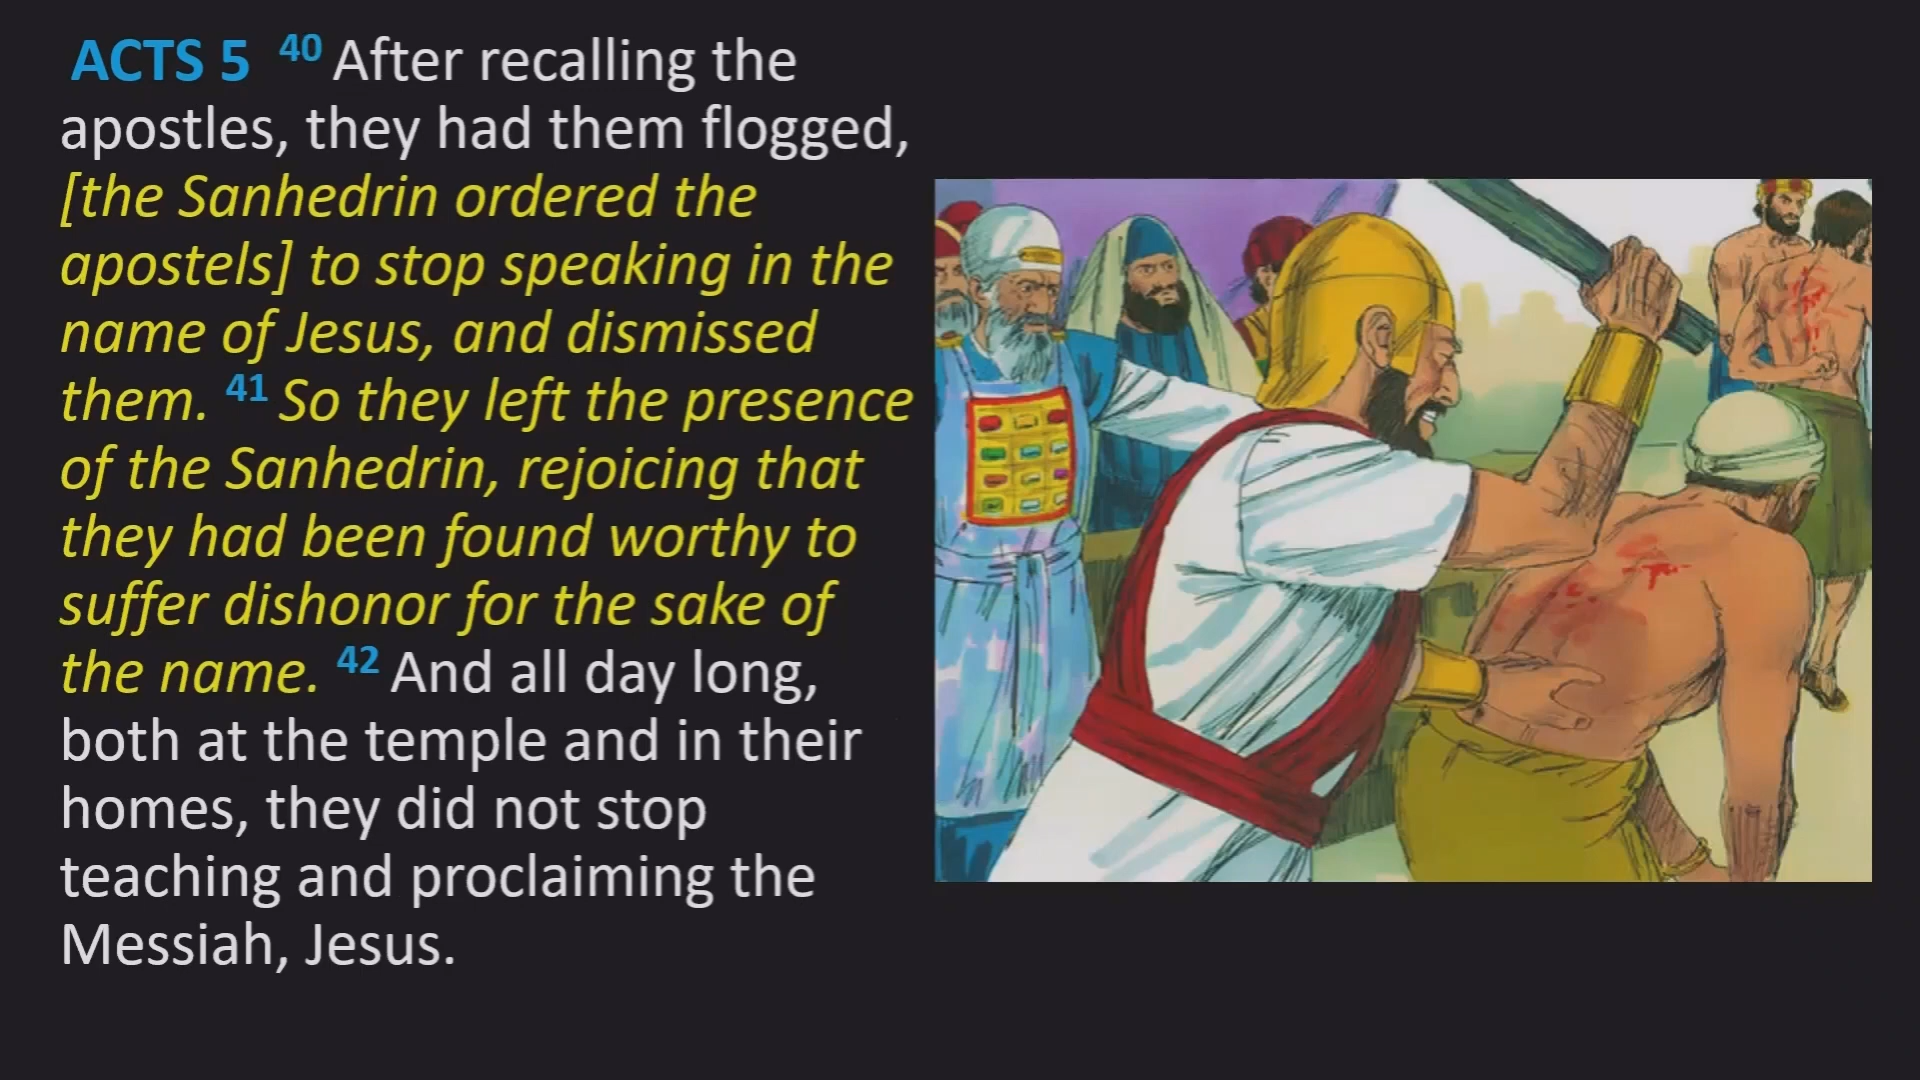 ACTS 5 40 After recalling the
apostles, they had them flogged,
[the Sanhedrin ordered the
apostels] to stop speaking in the
name of Jesus, and dismissed
them. 41 So they left the presence
of the Sanhedrin, rejoicing that
they had been found worthy to
suffer dishonor for the sake of
the name. 42 And all day long,
both at the temple and in their
homes, they did not stop
teaching and proclaiming the
Messiah, Jesus.